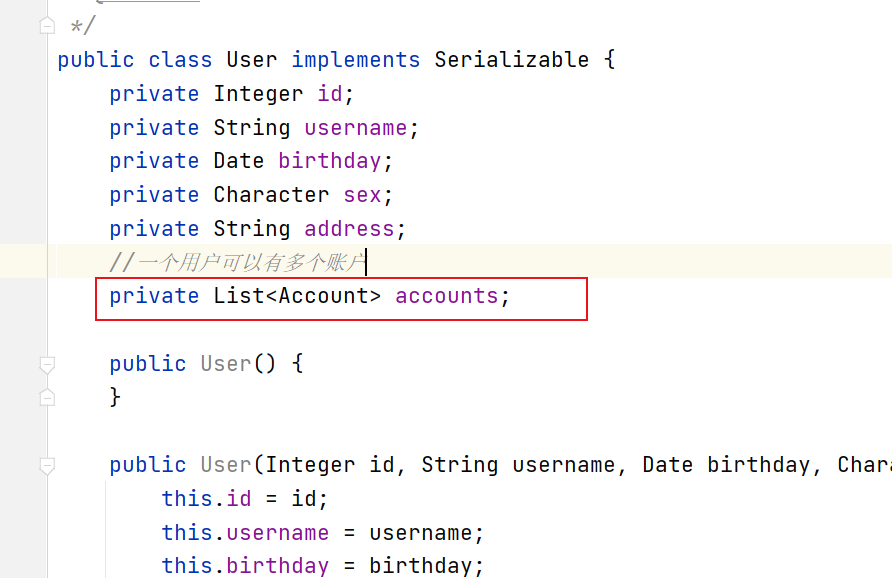 */
public class User implements Serializable {
private Integer id;
private String username;
private Date birthday;
private Character sex;
private String address;
//一个用户可以有多个账户
private List<Account> accounts;
public User() {
}
public User(Integer id, String username, Date birthday, Chara
this.id = id;
this.username = username;
this.birthday = birthday;